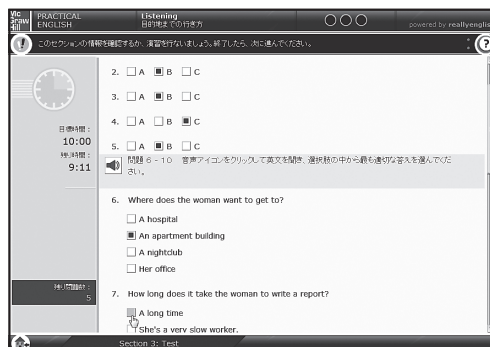 Mc
Graw
Hill
PRACTICAL
ENGLISH
Listening
目的地までの行き方
powered by reallyenglis
このセクションの情報を確認するか、演習を行ないましょう。終了したら、次に進んでください。
?
目標時間:
10:00
残り時間:
9:11
残り問題数:
5
2. A B C
3. A B C
4. A B C
5. A B C
問題 6 - 10 音声アイコンをクリックして英文を聞き、選択肢の中から最も適切な答えを選んでくだ
さい。
6. Where does the woman want to get to?
A hospital
An apartment building
A nightclub
Her office
7. How long does it take the woman to write a report?
A long time
She's a very slow worker.
Section 3: Test